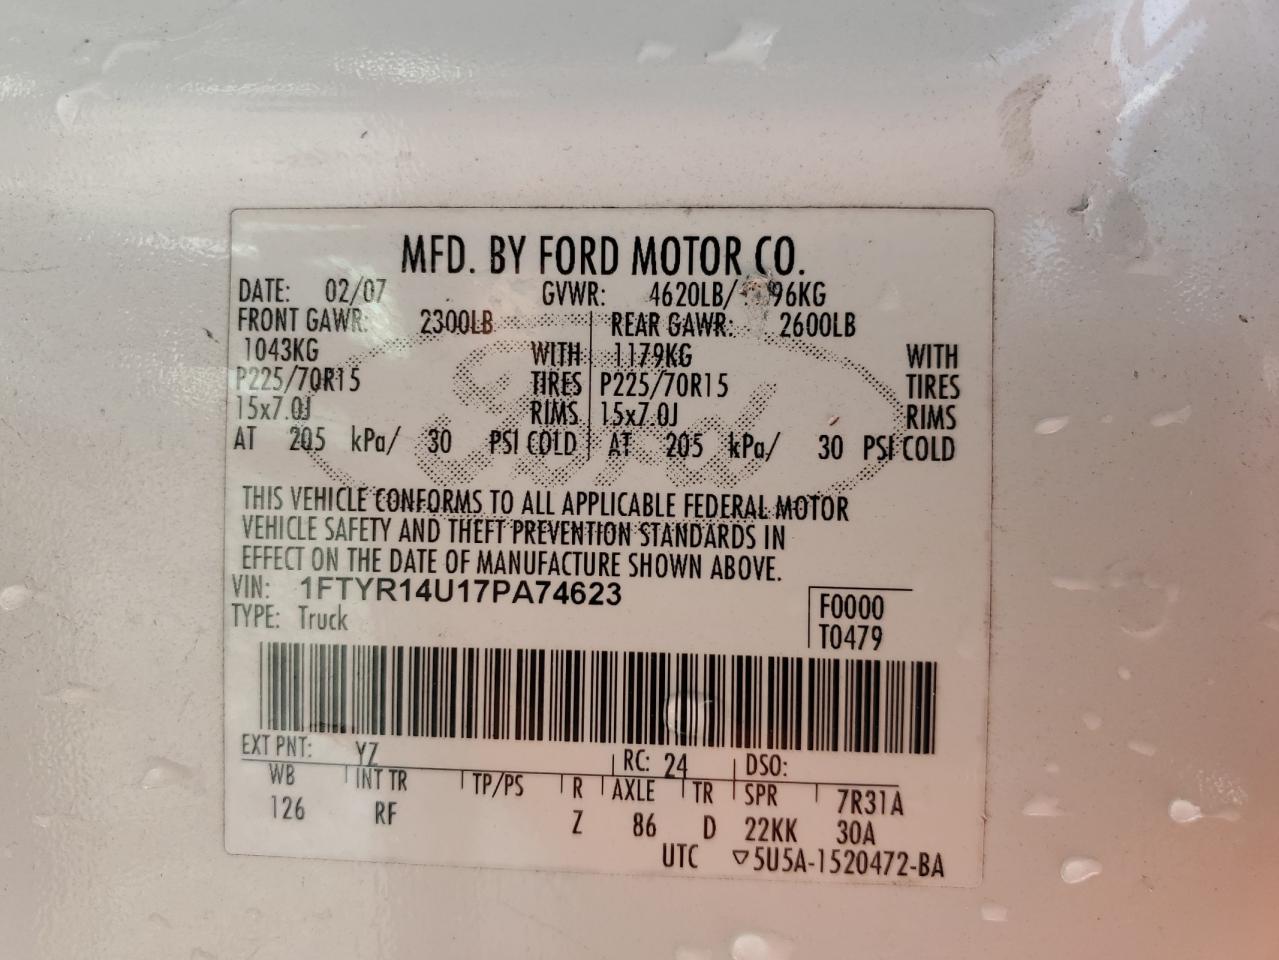 MFD. BY FORD MOTOR CO.
DATE: 02/07 GVWR: 4620LB/ 96KG
FRONT GAWR: 2300LB REAR GAWR: 2600LB
1043KG WITH 1179KG WITH
P225/70R15 TIRES P225/70R15 TIRES
15x7.0J RIMS 15x7.0J RIMS
AT 205 kPa/ 30 PSI COLD AT 205 kPa/ 30 PSI COLD
Ford
THIS VEHICLE CONFORMS TO ALL APPLICABLE FEDERAL MOTOR
VEHICLE SAFETY AND THEFT PREVENTION STANDARDS IN
EFFECT ON THE DATE OF MANUFACTURE SHOWN ABOVE.
VIN: 1FTYR14U17PA74623
TYPE: Truck
F0000
T0479
EXT PNT: YZ RC: 24 DSO:
WB INT TR TP/PS R AXLE TR SPR 7R31A
126 RF Z 86 D 22KK 30A
UTC ▽5U5A-1520472-BA